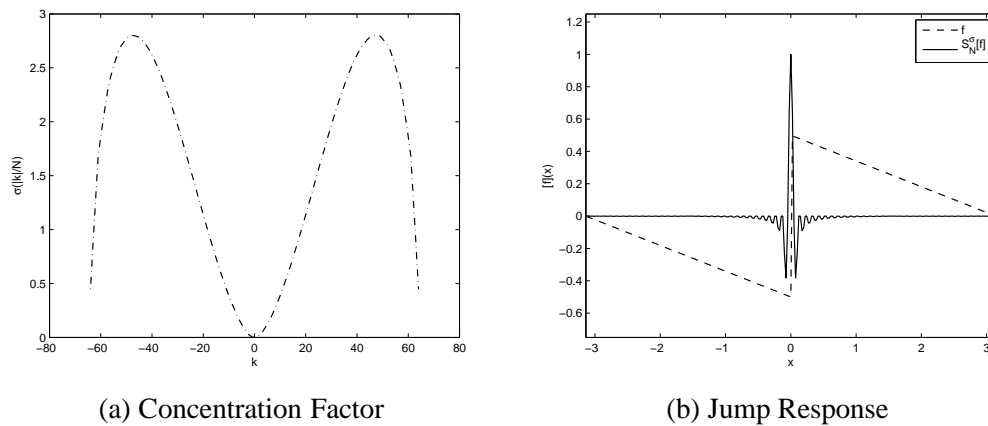 3
2.5
2
1.5
1
0.5
0
−80 −60 −40 −20 0 20 40 60 80
k
σ(|k|/N)
(a) Concentration Factor
1.2
1
0.8
0.6
0.4
0.2
0
−0.2
−0.4
−0.6
−3 −2 −1 0 1 2 3
x
[f](x)
f
S_N^σ[f]
(b) Jump Response